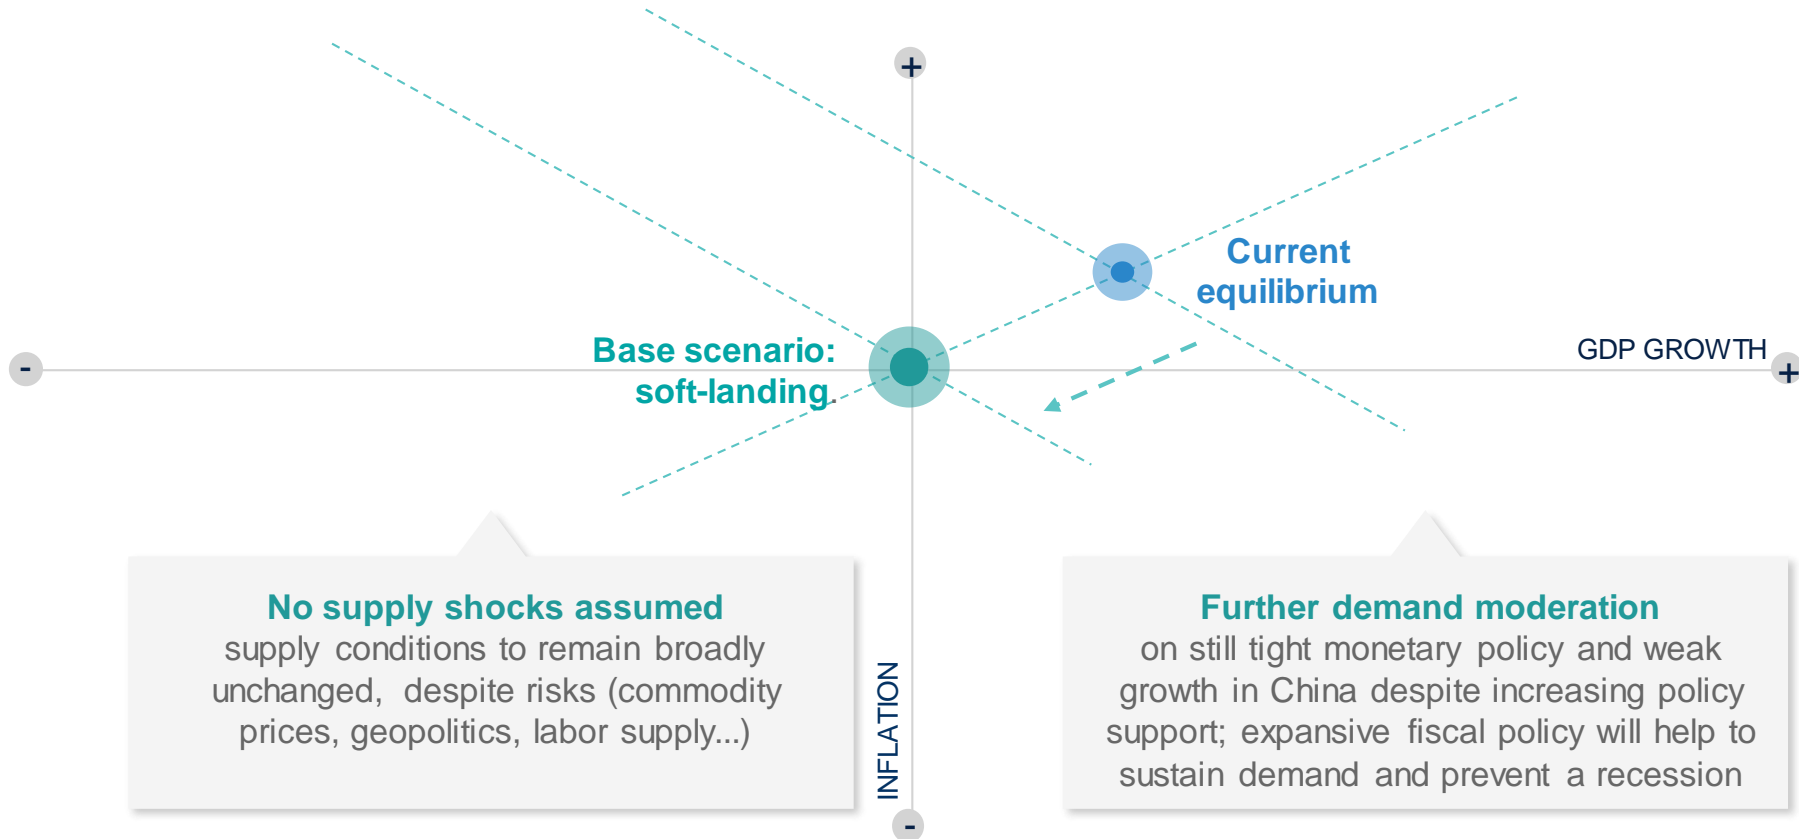 +
Current
equilibrium
Base scenario:
soft-landing.
GDP GROWTH
-
+
No supply shocks assumed
supply conditions to remain broadly
unchanged, despite risks (commodity
prices, geopolitics, labor supply...)
INFLATION
-
Further demand moderation
on still tight monetary policy and weak
growth in China despite increasing policy
support; expansive fiscal policy will help to
sustain demand and prevent a recession